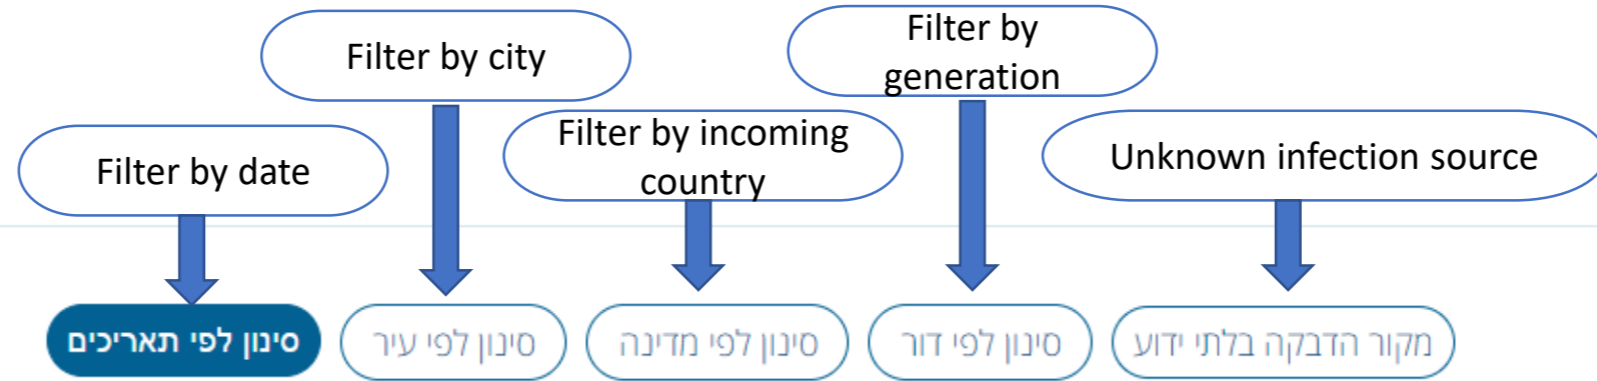 Filter by city
Filter by
generation
Filter by date
Filter by incoming
country
Unknown infection source
סינון לפי תאריכים
סינון לפי עיר
סינון לפי מדינה
סינון לפי דור
מקור הדבקה בלתי ידוע